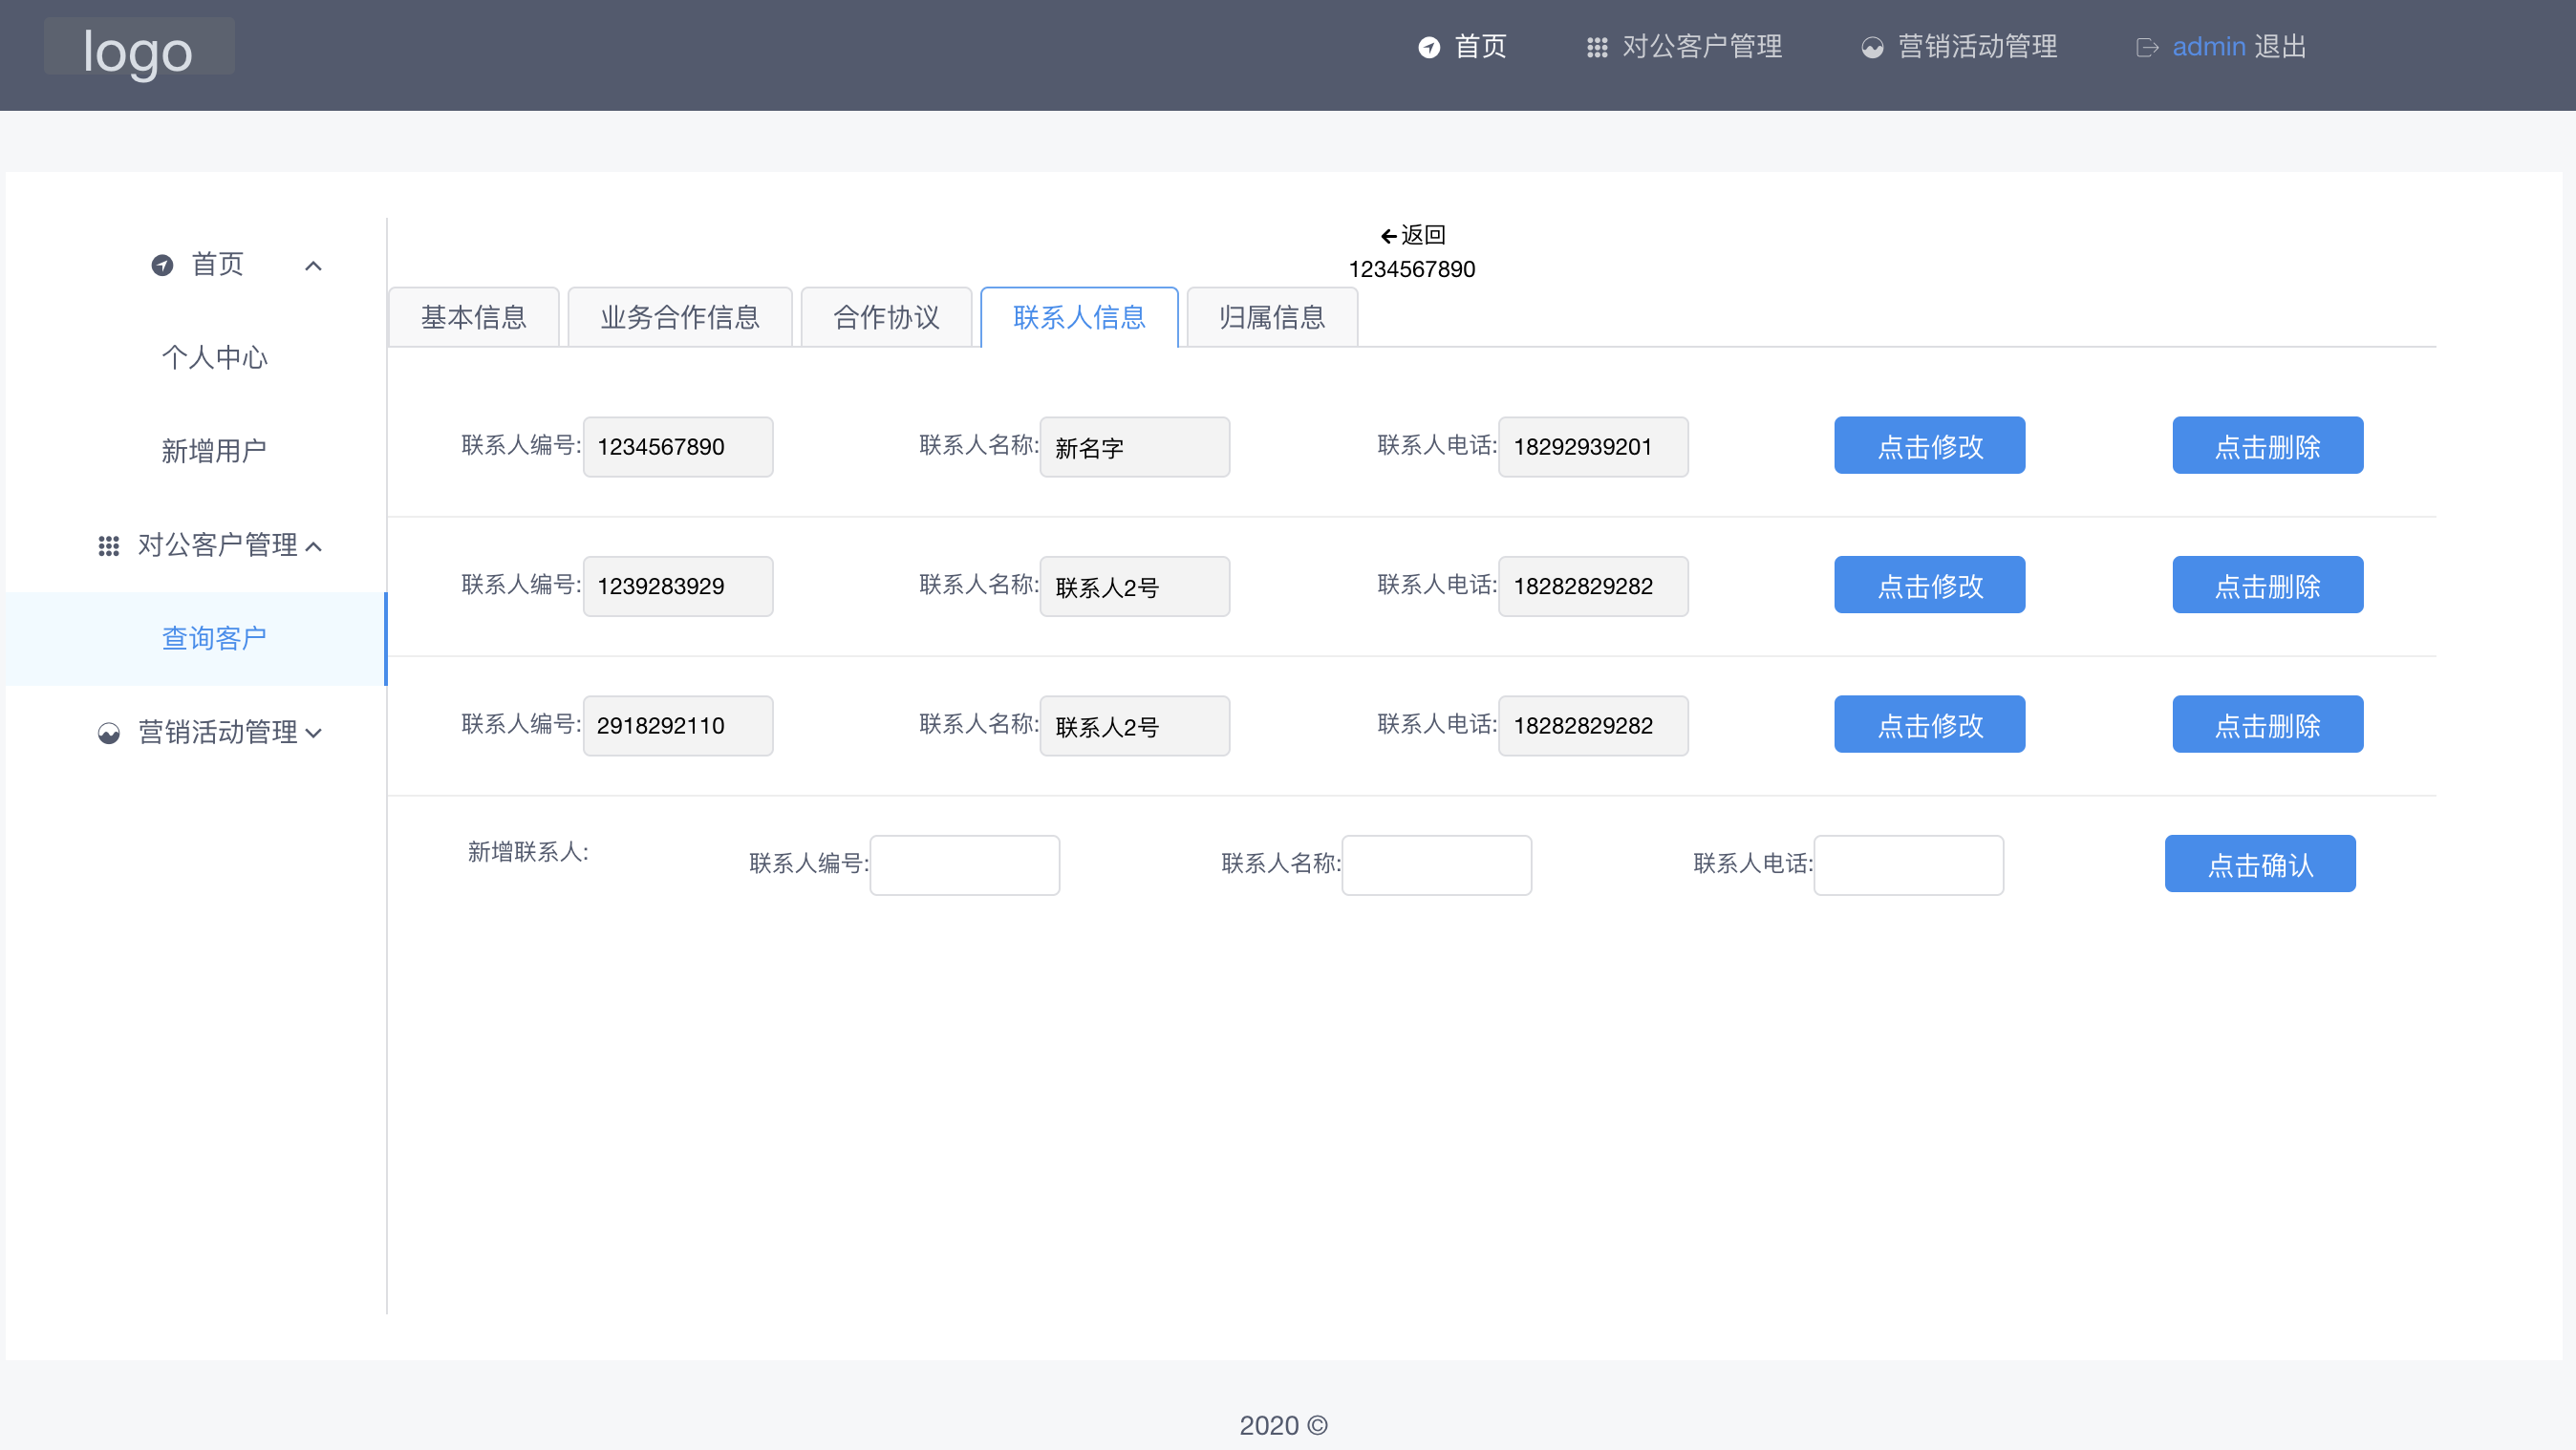 logo 首页 对公客户管理 营销活动管理 admin 退出
返回
1234567890
首页
个人中心
新增用户
对公客户管理
查询客户
营销活动管理
基本信息 业务合作信息 合作协议 联系人信息 归属信息
联系人编号: 1234567890 联系人名称: 新名字 联系人电话: 18292939201 点击修改 点击删除
联系人编号: 1239283929 联系人名称: 联系人2号 联系人电话: 18282829282 点击修改 点击删除
联系人编号: 2918292110 联系人名称: 联系人2号 联系人电话: 18282829282 点击修改 点击删除
新增联系人: 联系人编号: 联系人名称: 联系人电话: 点击确认
2020 ©